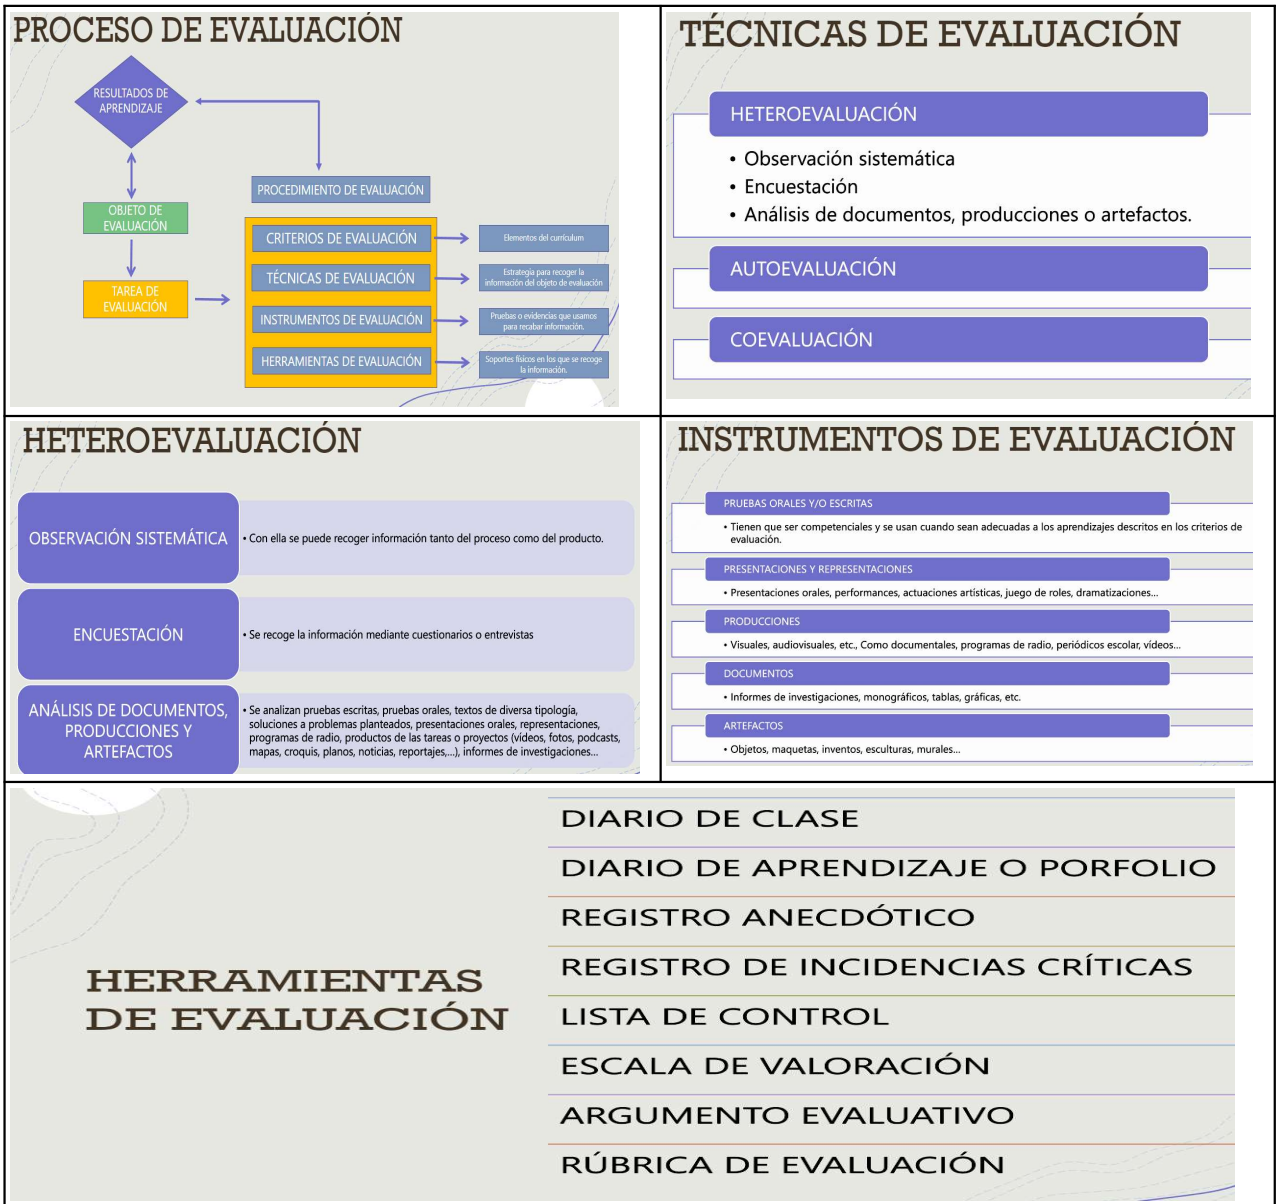 PROCESO DE EVALUACIÓN
RESULTADOS DE
APRENDIZAJE
OBJETO DE
EVALUACIÓN
TAREA DE
EVALUACIÓN
PROCEDIMIENTO DE EVALUACIÓN
CRITERIOS DE EVALUACIÓN
Elementos del currículum
TÉCNICAS DE EVALUACIÓN
Estrategia para recoger la
información del objeto de evaluación
INSTRUMENTOS DE EVALUACIÓN
Pruebas o evidencias que usamos
para recabar información.
HERRAMIENTAS DE EVALUACIÓN
Soportes físicos en los que se recoge
la información.
TÉCNICAS DE EVALUACIÓN
HETEROEVALUACIÓN
• Observación sistemática
• Encuestación
• Análisis de documentos, producciones o artefactos.
AUTOEVALUACIÓN
COEVALUACIÓN
HETEROEVALUACIÓN
OBSERVACIÓN SISTEMÁTICA
• Con ella se puede recoger información tanto del proceso como del producto.
ENCUESTACIÓN
• Se recoge la información mediante cuestionarios o entrevistas
ANÁLISIS DE DOCUMENTOS,
PRODUCCIONES Y
ARTEFACTOS
• Se analizan pruebas escritas, pruebas orales, textos de diversa tipología,
soluciones a problemas planteados, presentaciones orales, representaciones,
programas de radio, productos de las tareas o proyectos (vídeos, fotos, podcasts,
mapas, croquis, planos, noticias, reportajes,...), informes de investigaciones...
INSTRUMENTOS DE EVALUACIÓN
PRUEBAS ORALES Y/O ESCRITAS
• Tienen que ser competenciales y se usan cuando sean adecuadas a los aprendizajes descritos en los criterios de
evaluación.
PRESENTACIONES Y REPRESENTACIONES
• Presentaciones orales, performances, actuaciones artísticas, juego de roles, dramatizaciones...
PRODUCCIONES
• Visuales, audiovisuales, etc., Como documentales, programas de radio, periódicos escolar, vídeos...
DOCUMENTOS
• Informes de investigaciones, monográficos, tablas, gráficas, etc.
ARTEFACTOS
• Objetos, maquetas, inventos, esculturas, murales...
HERRAMIENTAS
DE EVALUACIÓN
DIARIO DE CLASE
DIARIO DE APRENDIZAJE O PORFOLIO
REGISTRO ANECDÓTICO
REGISTRO DE INCIDENCIAS CRÍTICAS
LISTA DE CONTROL
ESCALA DE VALORACIÓN
ARGUMENTO EVALUATIVO
RÚBRICA DE EVALUACIÓN